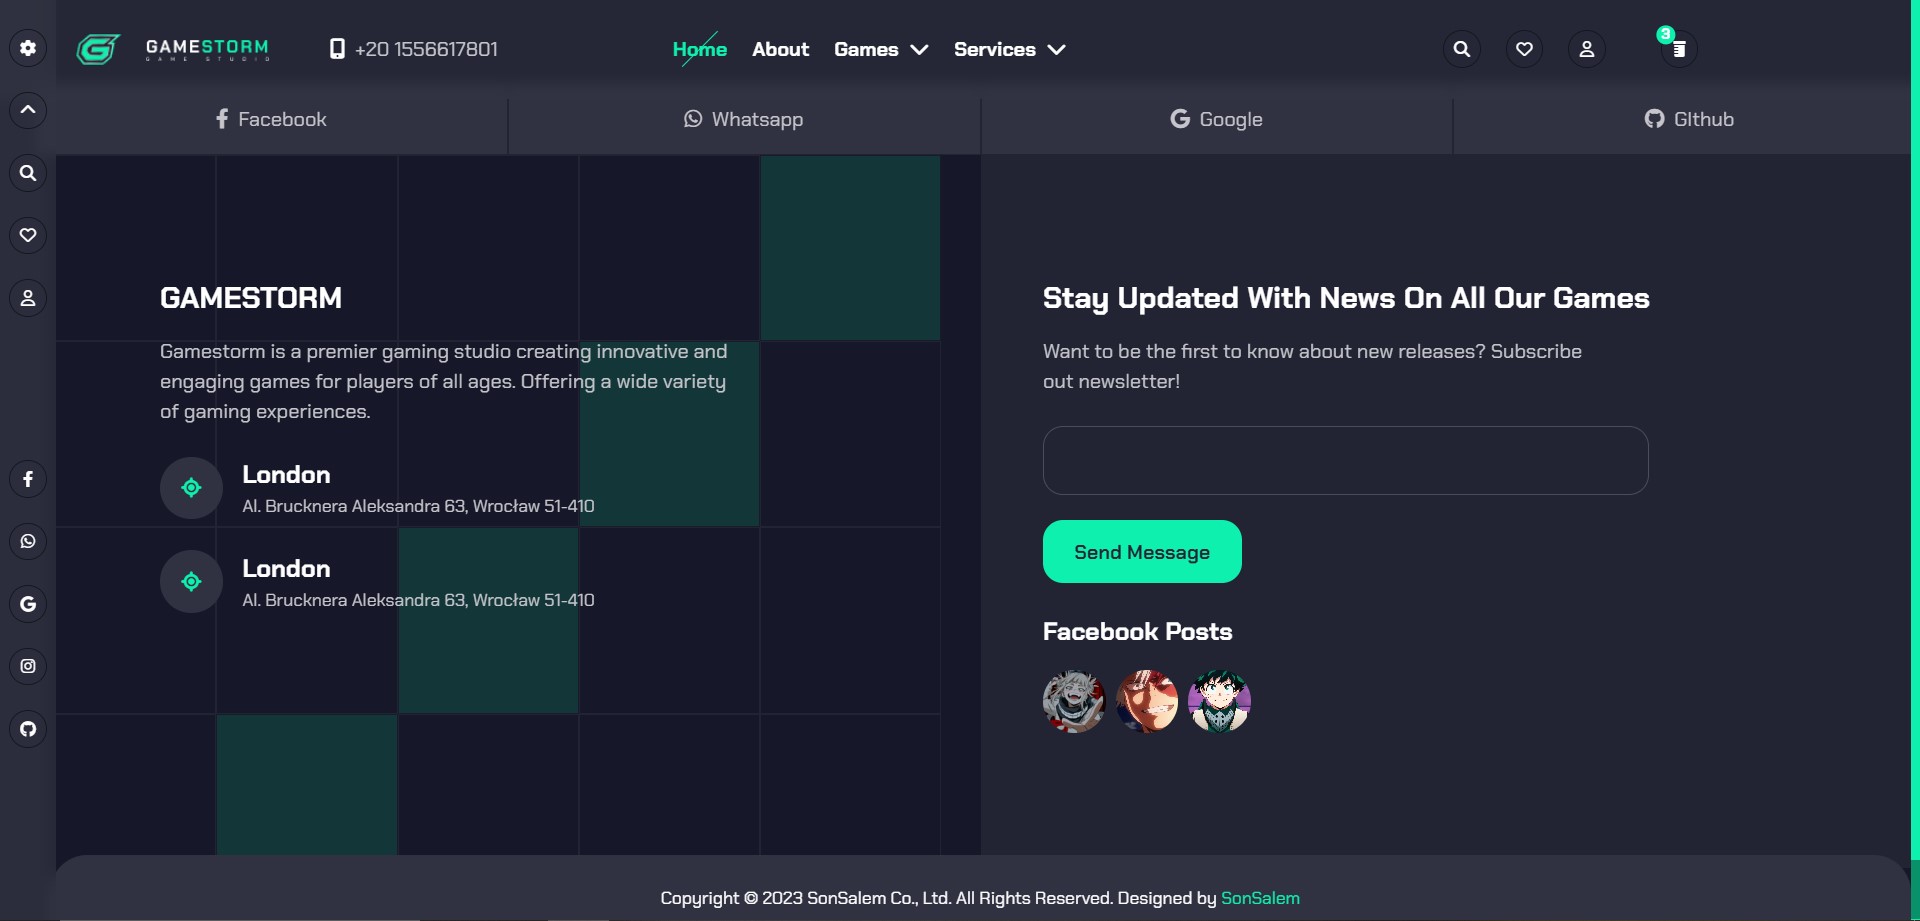 GAMESTORM
GAME STUDIO
+20 1556617801
Home
About
Games
Services
3
Facebook
Whatsapp
Google
GIthub
GAMESTORM
Gamestorm is a premier gaming studio creating innovative and
engaging games for players of all ages. Offering a wide variety
of gaming experiences.
London
Al. Brucknera Aleksandra 63, Wrocław 51-410
London
Al. Brucknera Aleksandra 63, Wrocław 51-410
Stay Updated With News On All Our Games
Want to be the first to know about new releases? Subscribe
out newsletter!
Send Message
Facebook Posts
Copyright © 2023 SonSalem Co., Ltd. All Rights Reserved. Designed by SonSalem